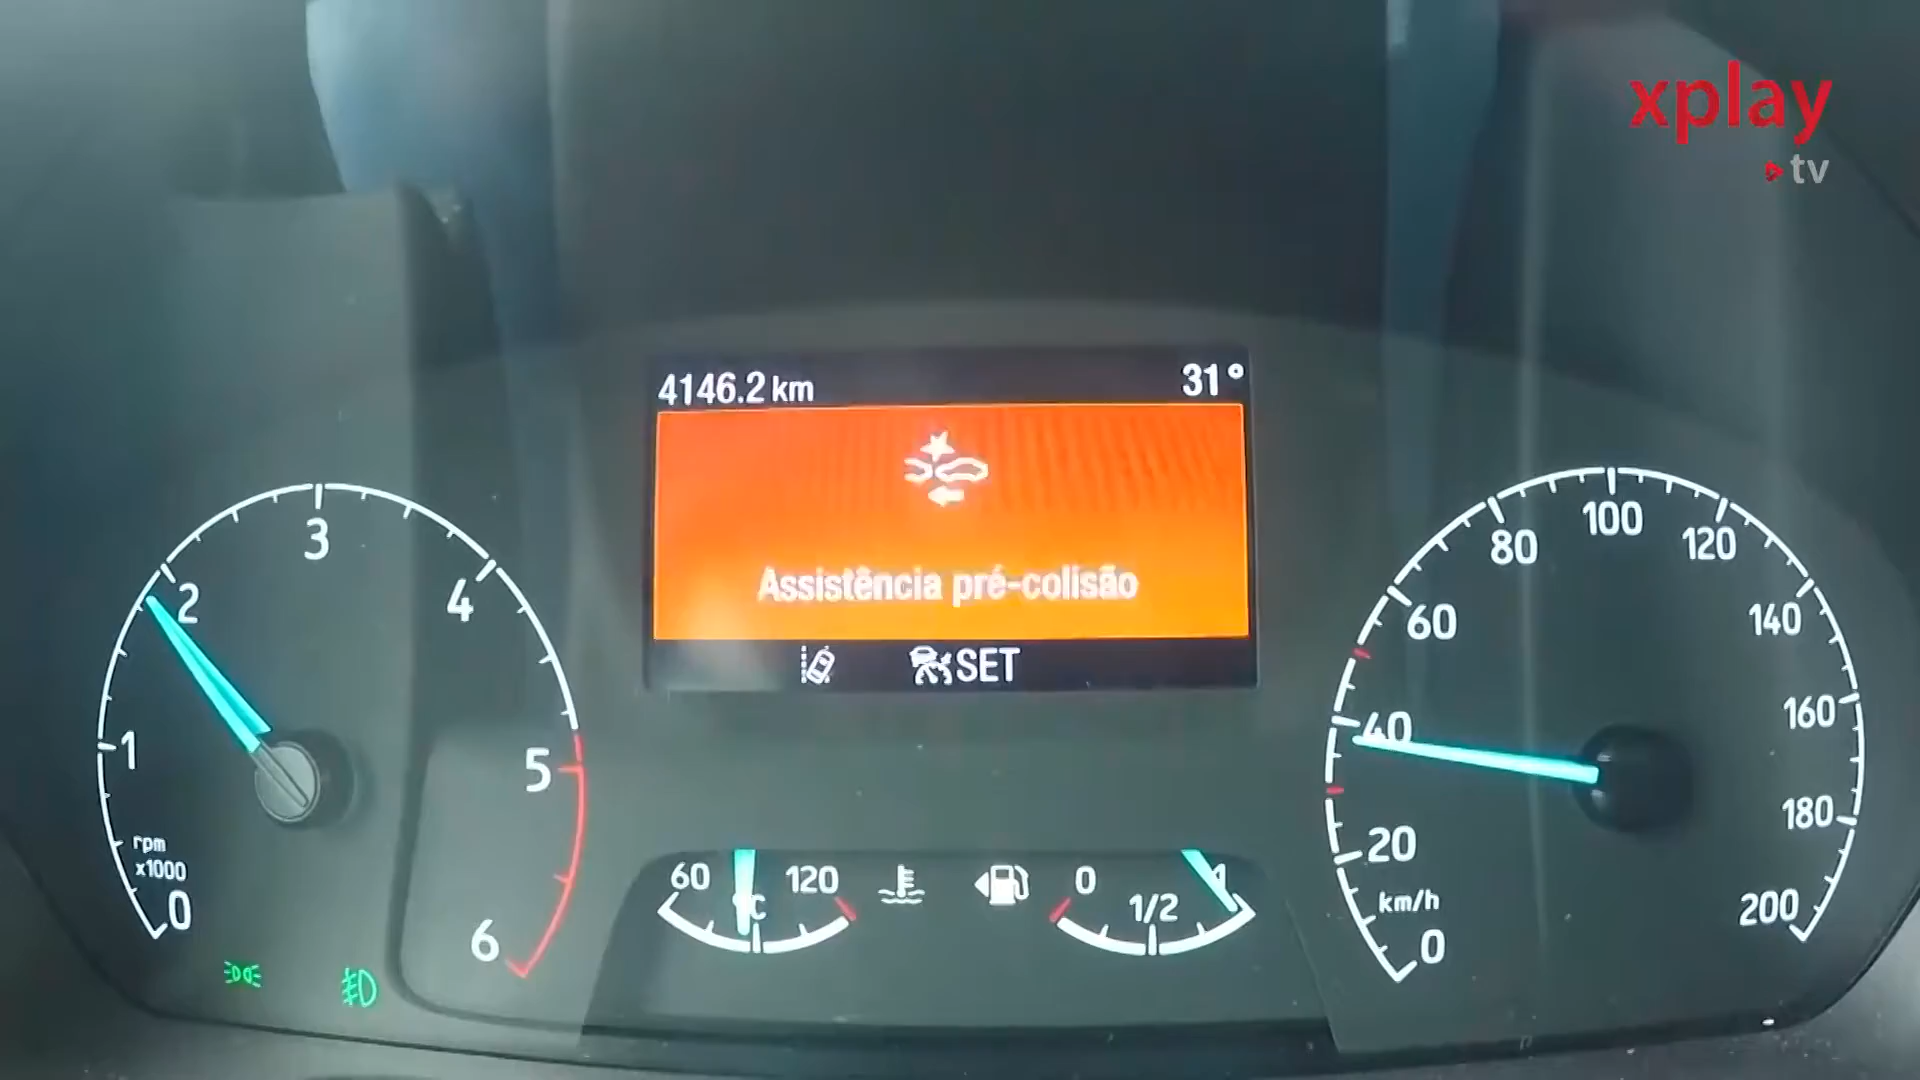 xplay
tv
4146.2 km
31°
Assistência pré-colisão
SET
0
1
2
3
4
5
6
rpm
x1000
60
120
°C
0
1/2
1
0
20
40
60
80
100
120
140
160
180
200
km/h